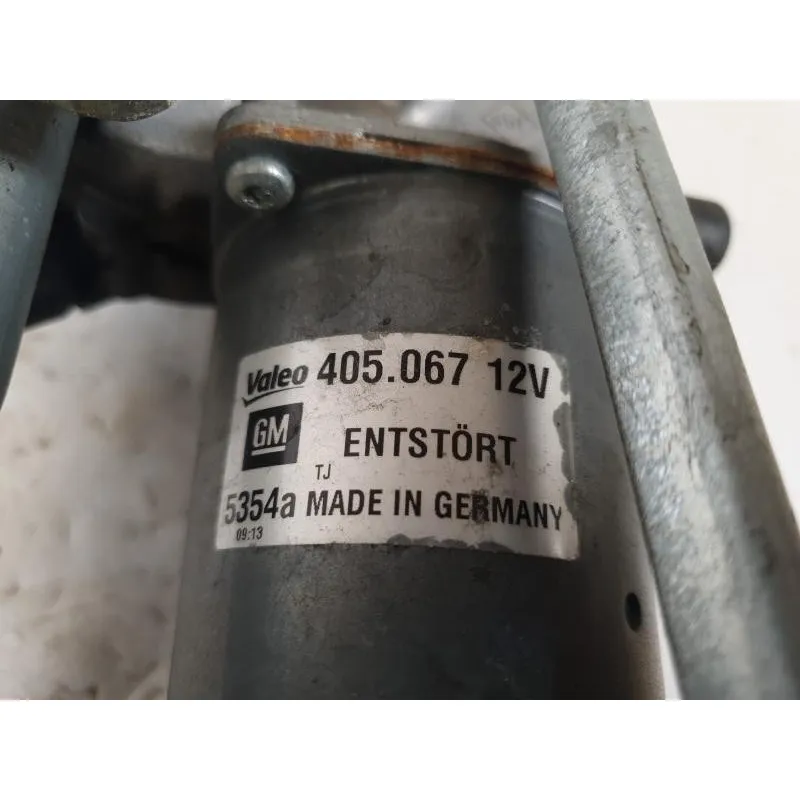 Valeo 405.067 12V
GM ENTSTÖRT
TJ
5354a MADE IN GERMANY
09:13